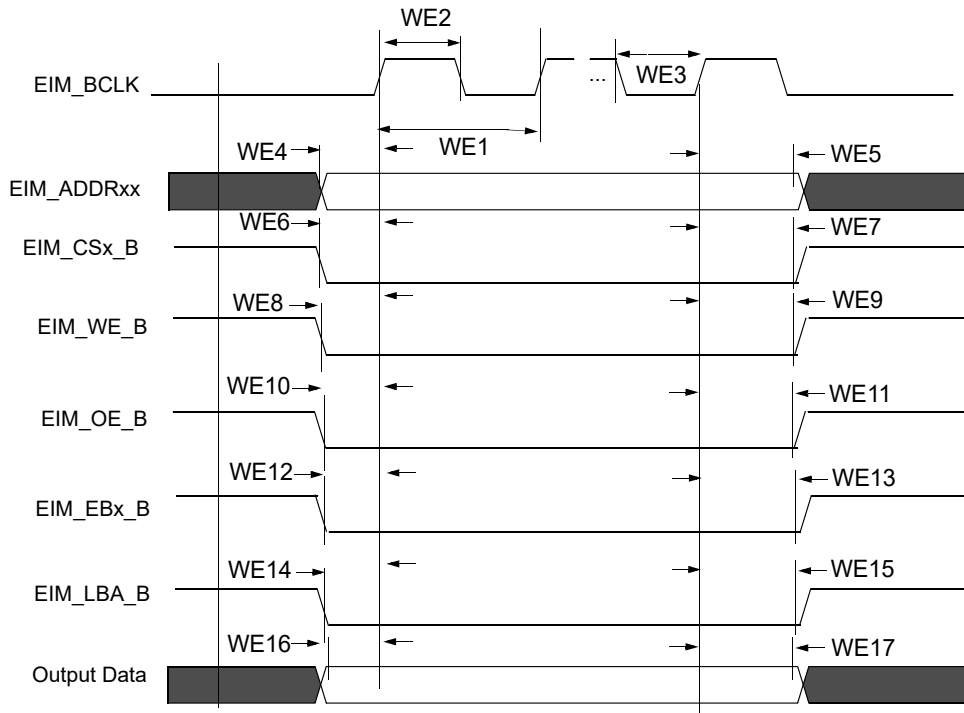 WE2
EIM_BCLK
...
WE3
WE4
WE1
WE5
EIM_ADDRxx
WE6
WE7
EIM_CSx_B
WE8
WE9
EIM_WE_B
WE10
WE11
EIM_OE_B
WE12
WE13
EIM_EBx_B
WE14
WE15
EIM_LBA_B
WE16
WE17
Output Data